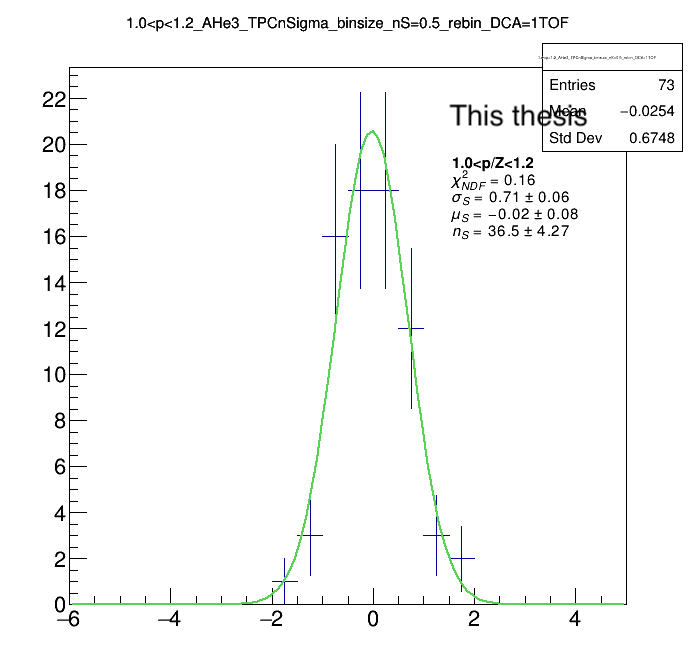 1.0<p<1.2_AHe3_TPCnSigma_binsize_nS=0.5_rebin_DCA=1TOF
Entries 73
Mean −0.0254
Std Dev 0.6748
This thesis
1.0<p/Z<1.2
χ²NDF = 0.16
σS = 0.71 ± 0.06
μS = −0.02 ± 0.08
nS = 36.5 ± 4.27
22
20
18
16
14
12
10
8
6
4
2
0
−6 −4 −2 0 2 4